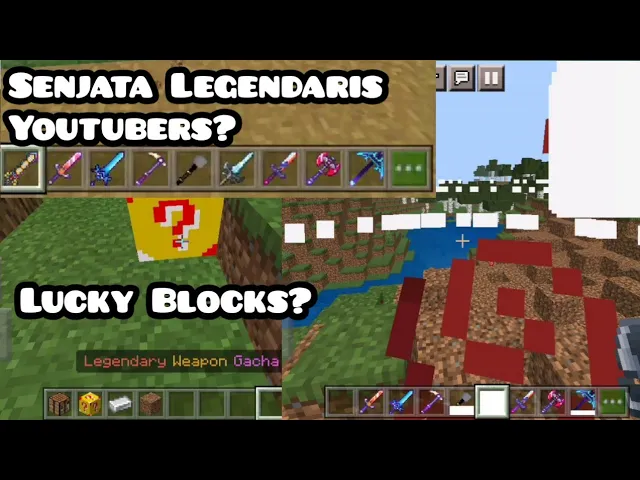 Senjata Legendaris
Youtubers?
?
Lucky Blocks?
Legendary Weapon Gacha